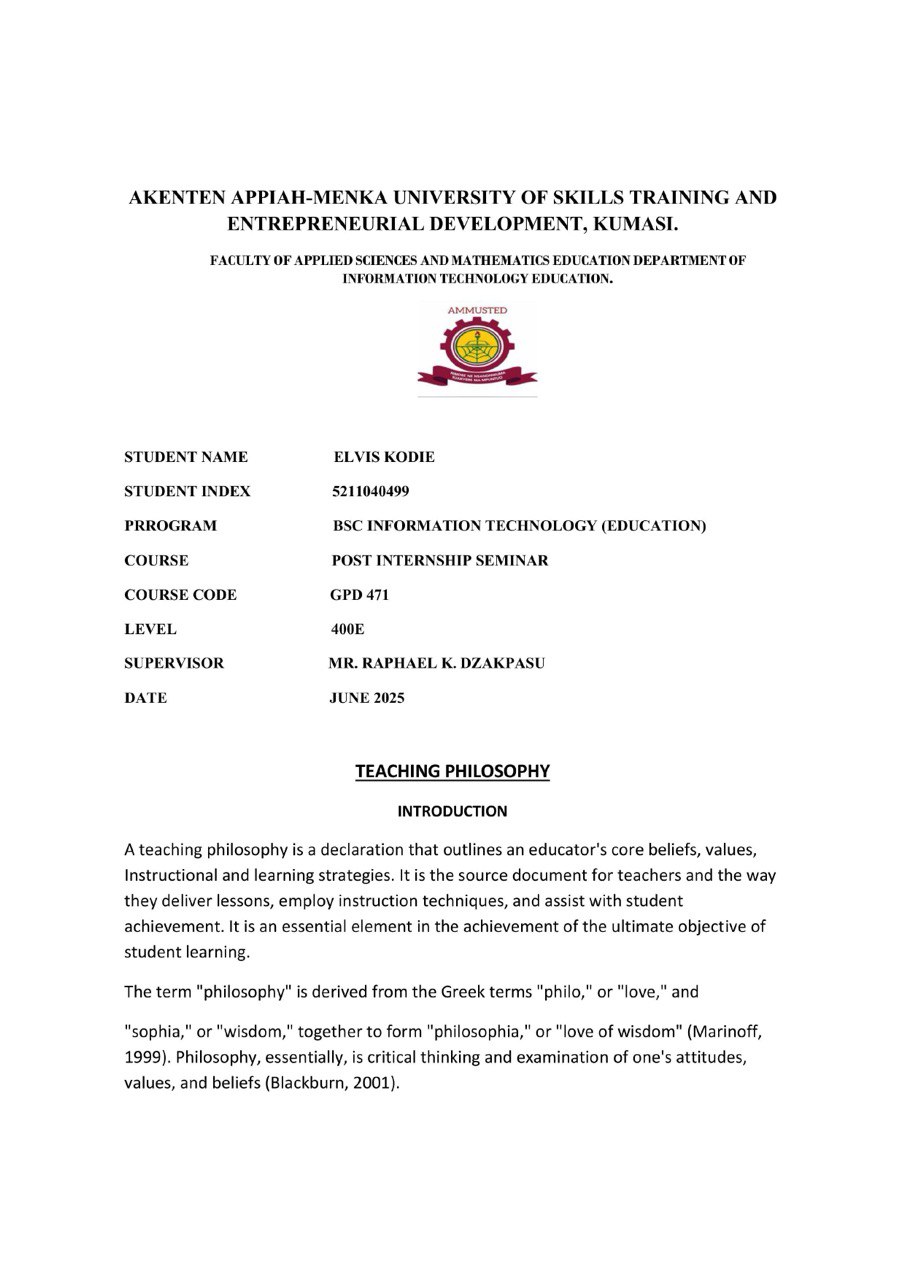 AKENTEN APPIAH-MENKA UNIVERSITY OF SKILLS TRAINING AND
ENTREPRENEURIAL DEVELOPMENT, KUMASI.
FACULTY OF APPLIED SCIENCES AND MATHEMATICS EDUCATION DEPARTMENT OF
INFORMATION TECHNOLOGY EDUCATION.
AMMUSTED
STUDENT NAME ELVIS KODIE
STUDENT INDEX 5211040499
PRROGRAM BSC INFORMATION TECHNOLOGY (EDUCATION)
COURSE POST INTERNSHIP SEMINAR
COURSE CODE GPD 471
LEVEL 400E
SUPERVISOR MR. RAPHAEL K. DZAKPASU
DATE JUNE 2025
TEACHING PHILOSOPHY
INTRODUCTION
A teaching philosophy is a declaration that outlines an educator's core beliefs, values,
Instructional and learning strategies. It is the source document for teachers and the way
they deliver lessons, employ instruction techniques, and assist with student
achievement. It is an essential element in the achievement of the ultimate objective of
student learning.
The term "philosophy" is derived from the Greek terms "philo," or "love," and
"sophia," or "wisdom," together to form "philosophia," or "love of wisdom" (Marinoff,
1999). Philosophy, essentially, is critical thinking and examination of one's attitudes,
values, and beliefs (Blackburn, 2001).